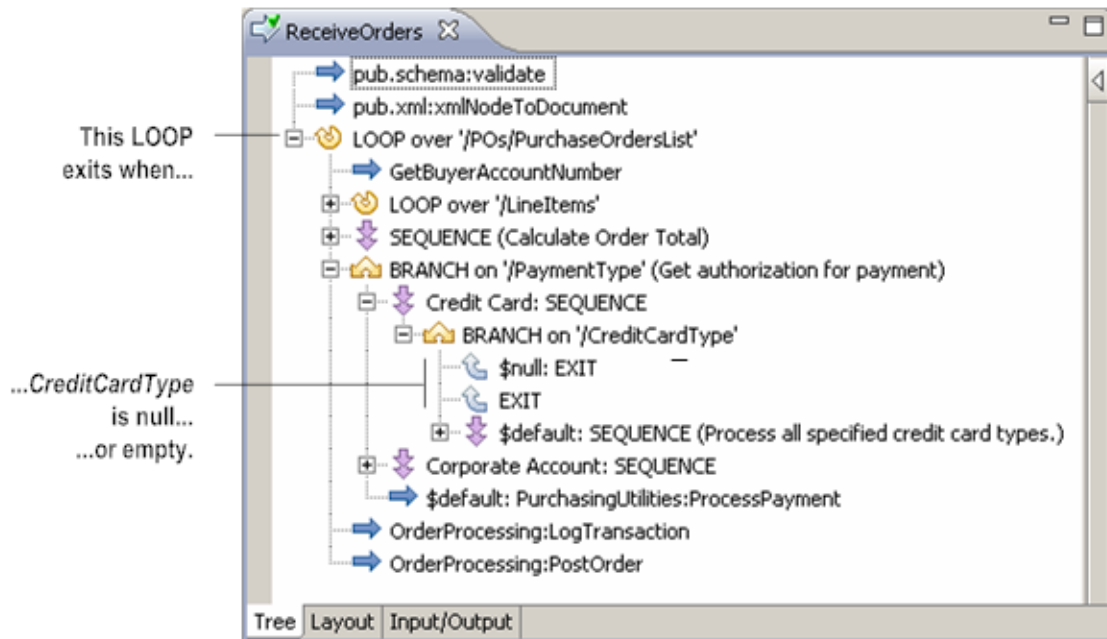 ReceiveOrders
pub.schema:validate
pub.xml:xmlNodeToDocument
This LOOP
exits when...
LOOP over '/POs/PurchaseOrdersList'
GetBuyerAccountNumber
LOOP over '/LineItems'
SEQUENCE (Calculate Order Total)
BRANCH on '/PaymentType' (Get authorization for payment)
Credit Card: SEQUENCE
BRANCH on '/CreditCardType'
...CreditCardType
is null...
...or empty.
$null: EXIT
EXIT
$default: SEQUENCE (Process all specified credit card types.)
Corporate Account: SEQUENCE
$default: PurchasingUtilities:ProcessPayment
OrderProcessing:LogTransaction
OrderProcessing:PostOrder
Tree Layout Input/Output